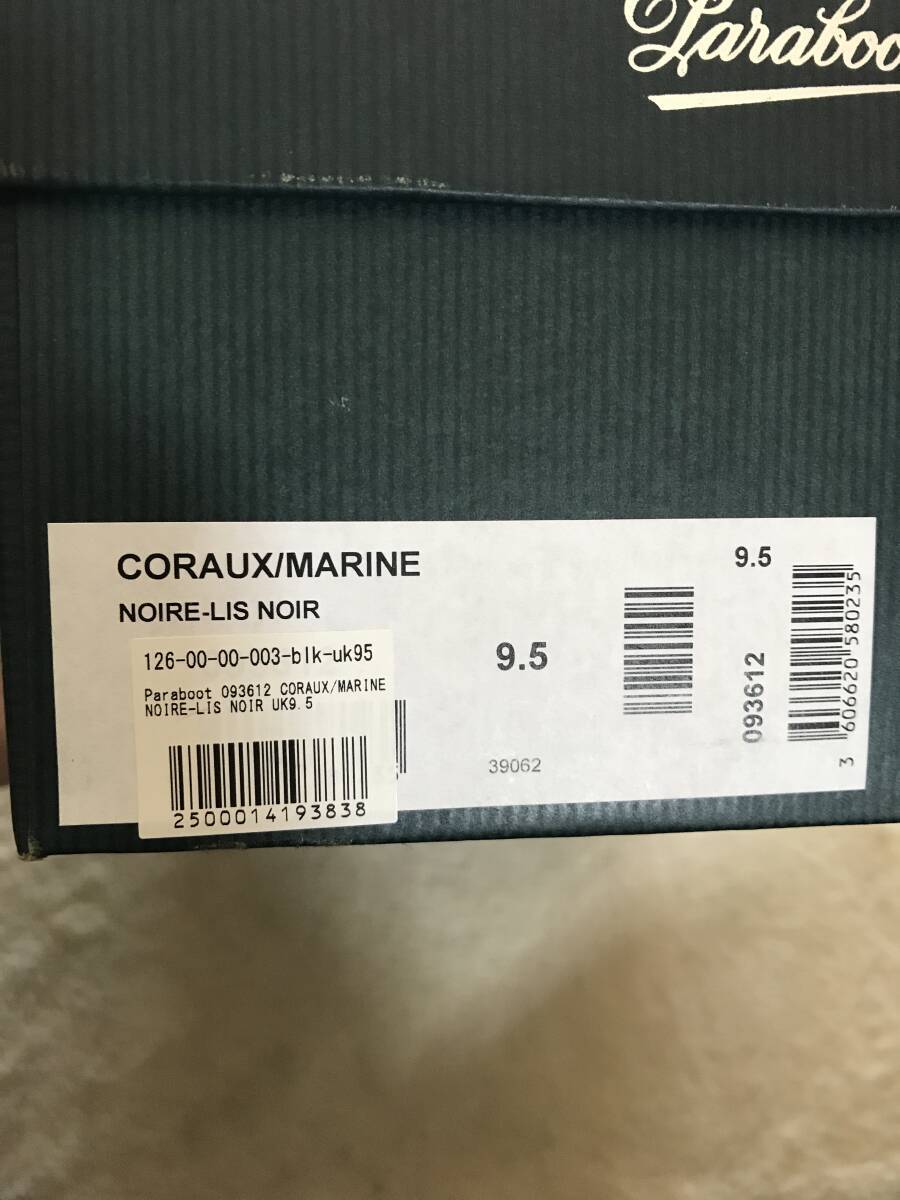 Paraboo
CORAUX/MARINE
NOIRE-LIS NOIR
9.5
9.5
39062
093612
3 606620 580235
126-00-00-003-blk-uk95
Paraboot 093612 CORAUX/MARINE
NOIRE-LIS NOIR UK9.5
2500014193838